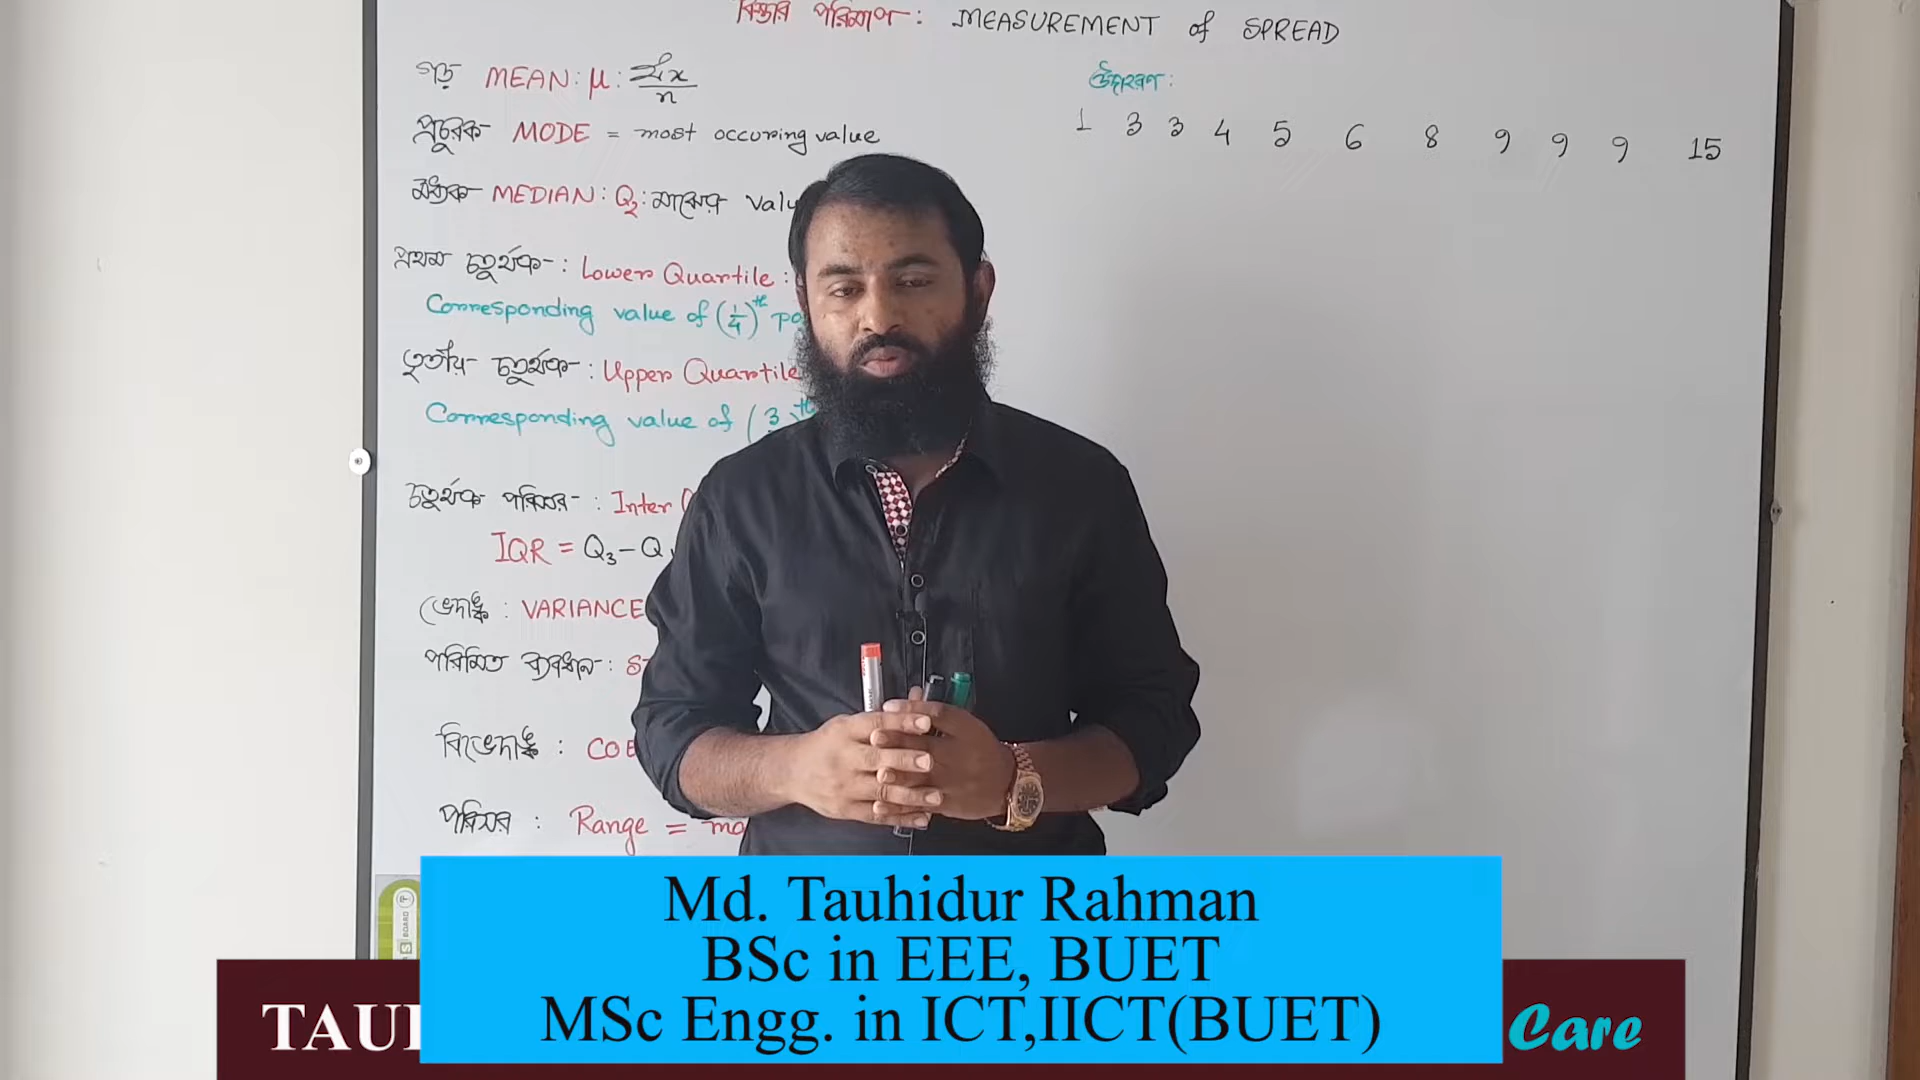 বিস্তার পরিমাপ: MEASUREMENT of SPREAD
গড় MEAN: μ: Σx/n
প্রচুরক MODE = most occuring value
মধ্যক MEDIAN: Q₂: মাঝের valu
প্রথম চতুর্থক: Lower Quartile:
Corresponding value of (1/4)th po
তৃতীয় চতুর্থক: Upper Quartile
Corresponding value of (3 th
চতুর্থক পরিসর: Inter
IQR = Q₃-Q
ভেদাঙ্ক: VARIANCE
পরিমিত ব্যবধান: S
বিভেদাঙ্ক: COE
পরিসর: Range = ma
উদাহরণ:
1 3 3 4 5 6 8 9 9 9 15
Md. Tauhidur Rahman
BSc in EEE, BUET
MSc Engg. in ICT,IICT(BUET)
TAU
Care